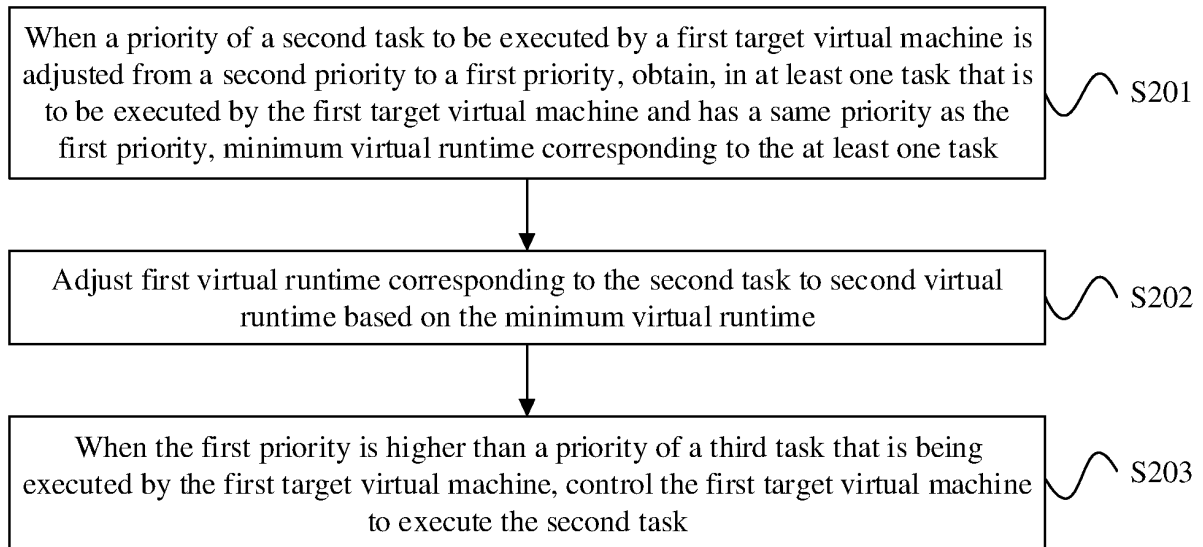 When a priority of a second task to be executed by a first target virtual machine is
adjusted from a second priority to a first priority, obtain, in at least one task that is
to be executed by the first target virtual machine and has a same priority as the
first priority, minimum virtual runtime corresponding to the at least one task
S201
Adjust first virtual runtime corresponding to the second task to second virtual
runtime based on the minimum virtual runtime
S202
When the first priority is higher than a priority of a third task that is being
executed by the first target virtual machine, control the first target virtual machine
to execute the second task
S203